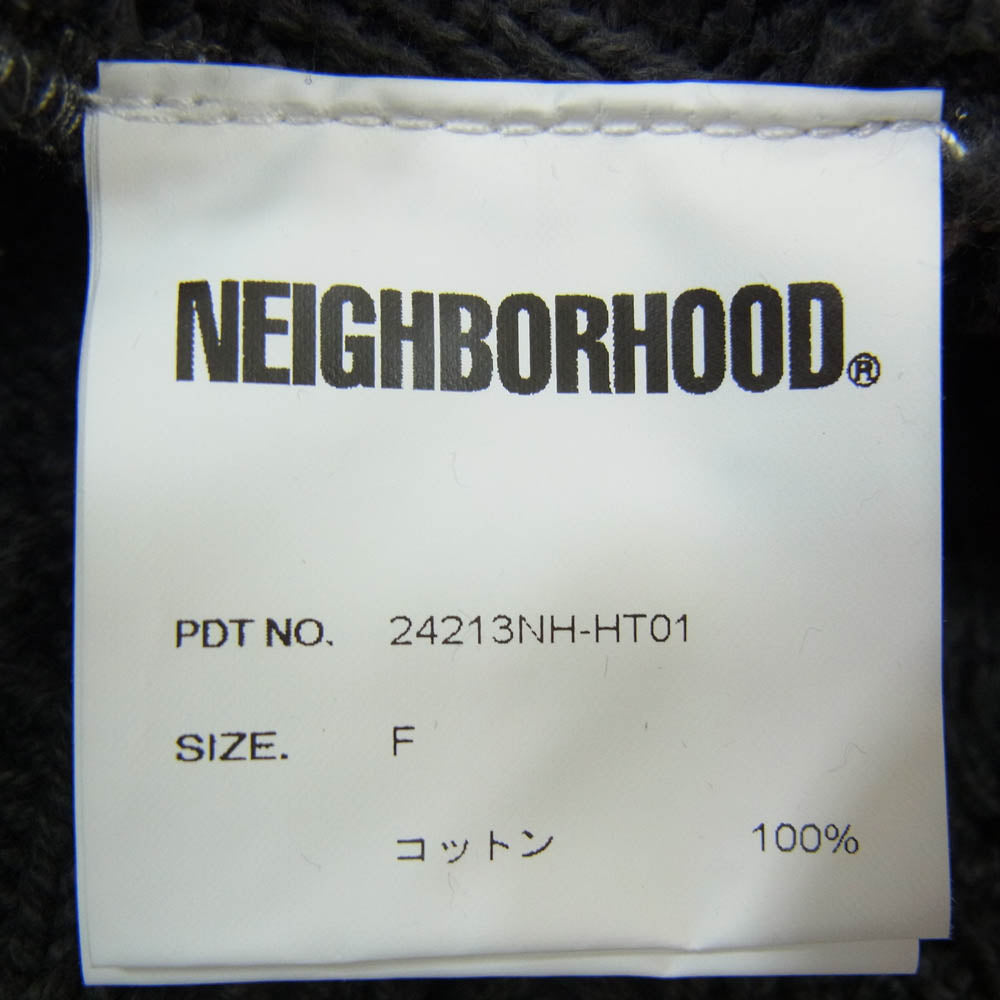 NEIGHBORHOOD®
PDT NO. 24213NH-HT01
SIZE. F
コットン 100%